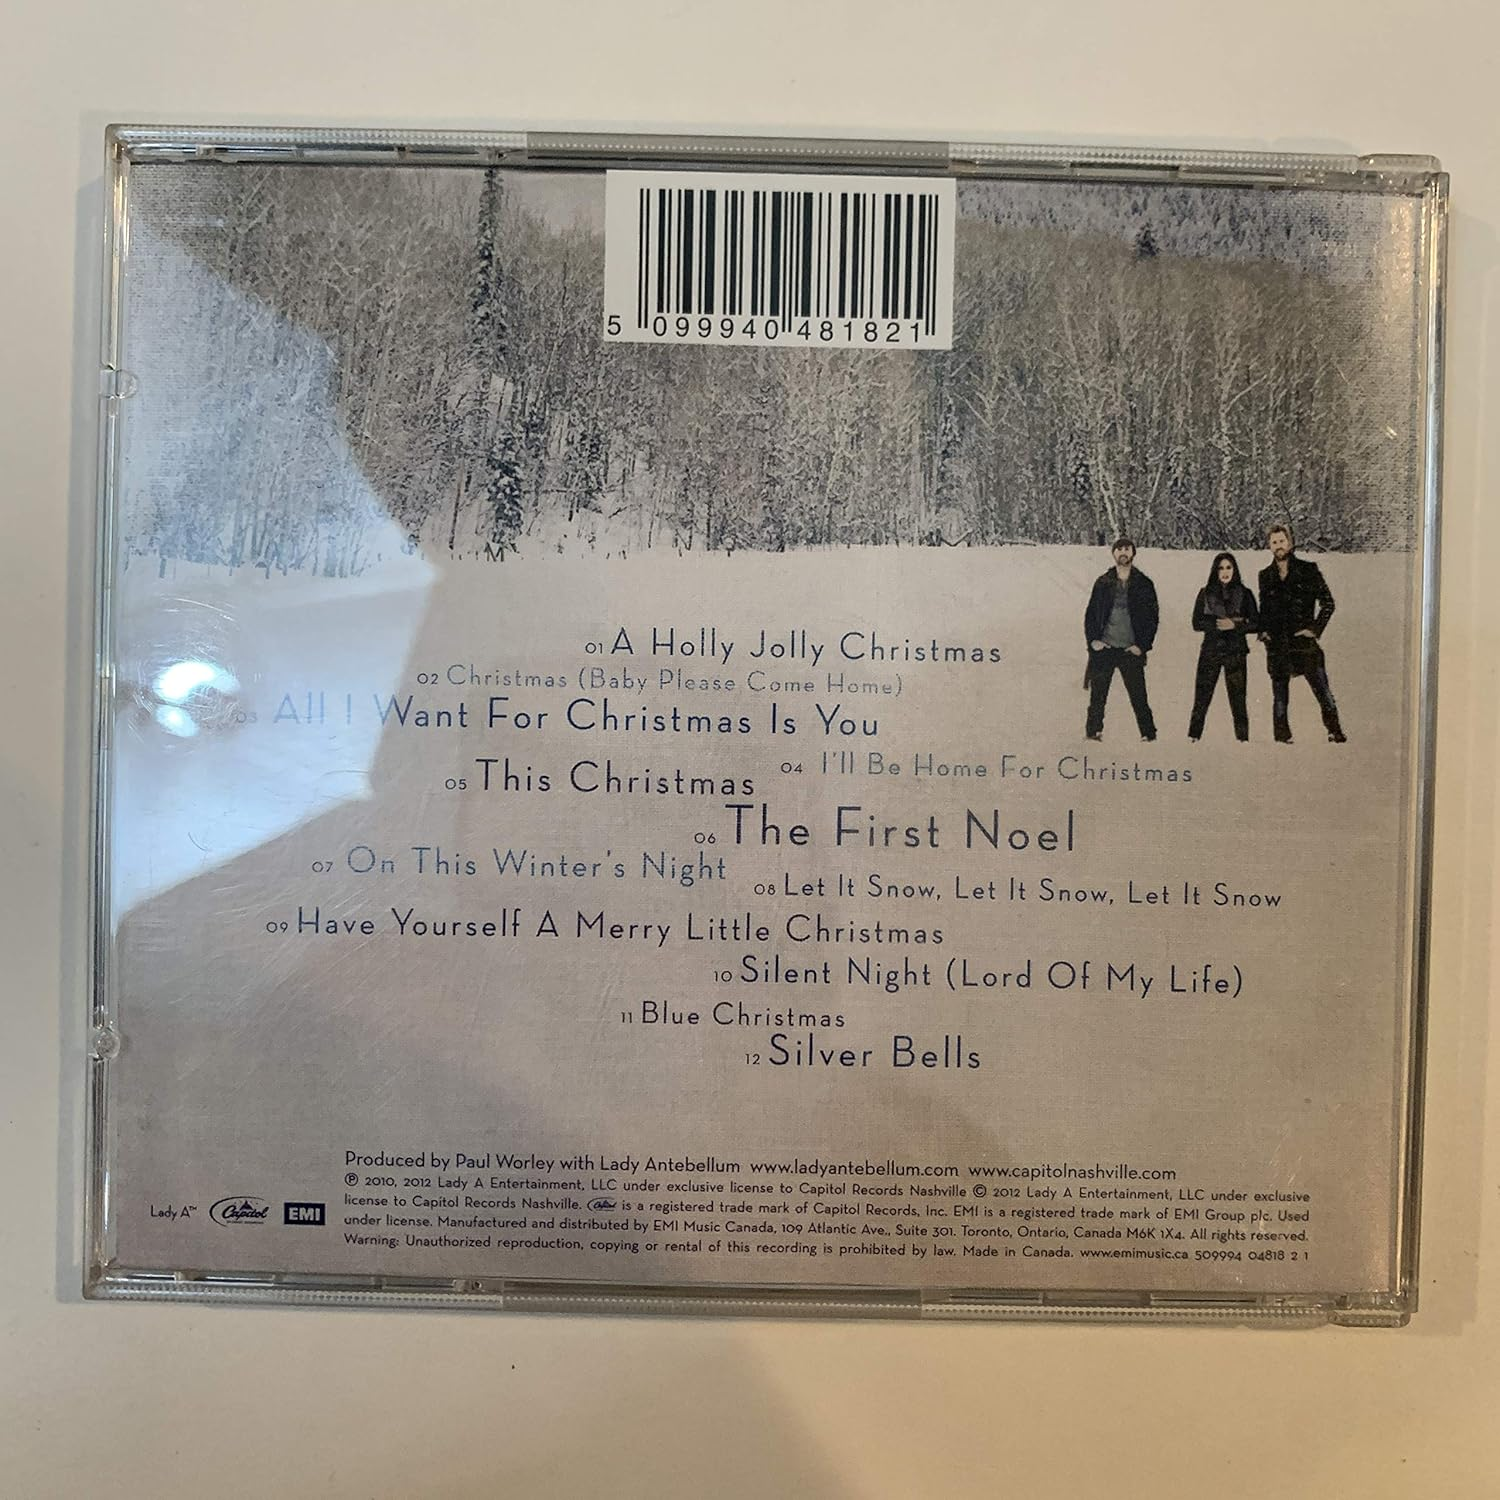 5 099940 481821
01 A Holly Jolly Christmas
02 Christmas (Baby Please Come Home)
03 All I Want For Christmas Is You
04 I'll Be Home For Christmas
05 This Christmas
06 The First Noel
07 On This Winter's Night
08 Let It Snow, Let It Snow, Let It Snow
09 Have Yourself A Merry Little Christmas
10 Silent Night (Lord Of My Life)
11 Blue Christmas
12 Silver Bells
Produced by Paul Worley with Lady Antebellum www.ladyantebellum.com www.capitolnashville.com
℗ 2010, 2012 Lady A Entertainment, LLC under exclusive license to Capitol Records Nashville © 2012 Lady A Entertainment, LLC under exclusive
license to Capitol Records Nashville. Capitol is a registered trade mark of Capitol Records, Inc. EMI is a registered trade mark of EMI Group plc. Used
under license. Manufactured and distributed by EMI Music Canada, 109 Atlantic Ave., Suite 301. Toronto, Ontario, Canada M6K 1X4. All rights reserved.
Warning: Unauthorized reproduction, copying or rental of this recording is prohibited by law. Made in Canada. www.emimusic.ca 509994 04818 2 1
Lady A™ Capitol EMI